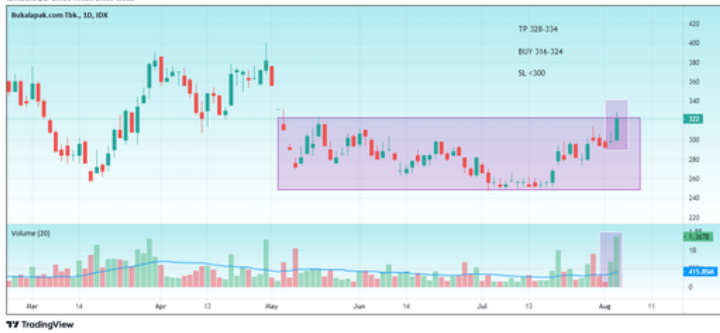 Bukalapak.com Tbk., 1D, IDX
TP 328-334
BUY 316-324
SL <300
420
400
380
360
340
322
300
280
260
240
220
Volume (20)
1B
415.85M
Mar
14
Apr
13
May
Jun
14
Jul
13
Aug
11
TradingView